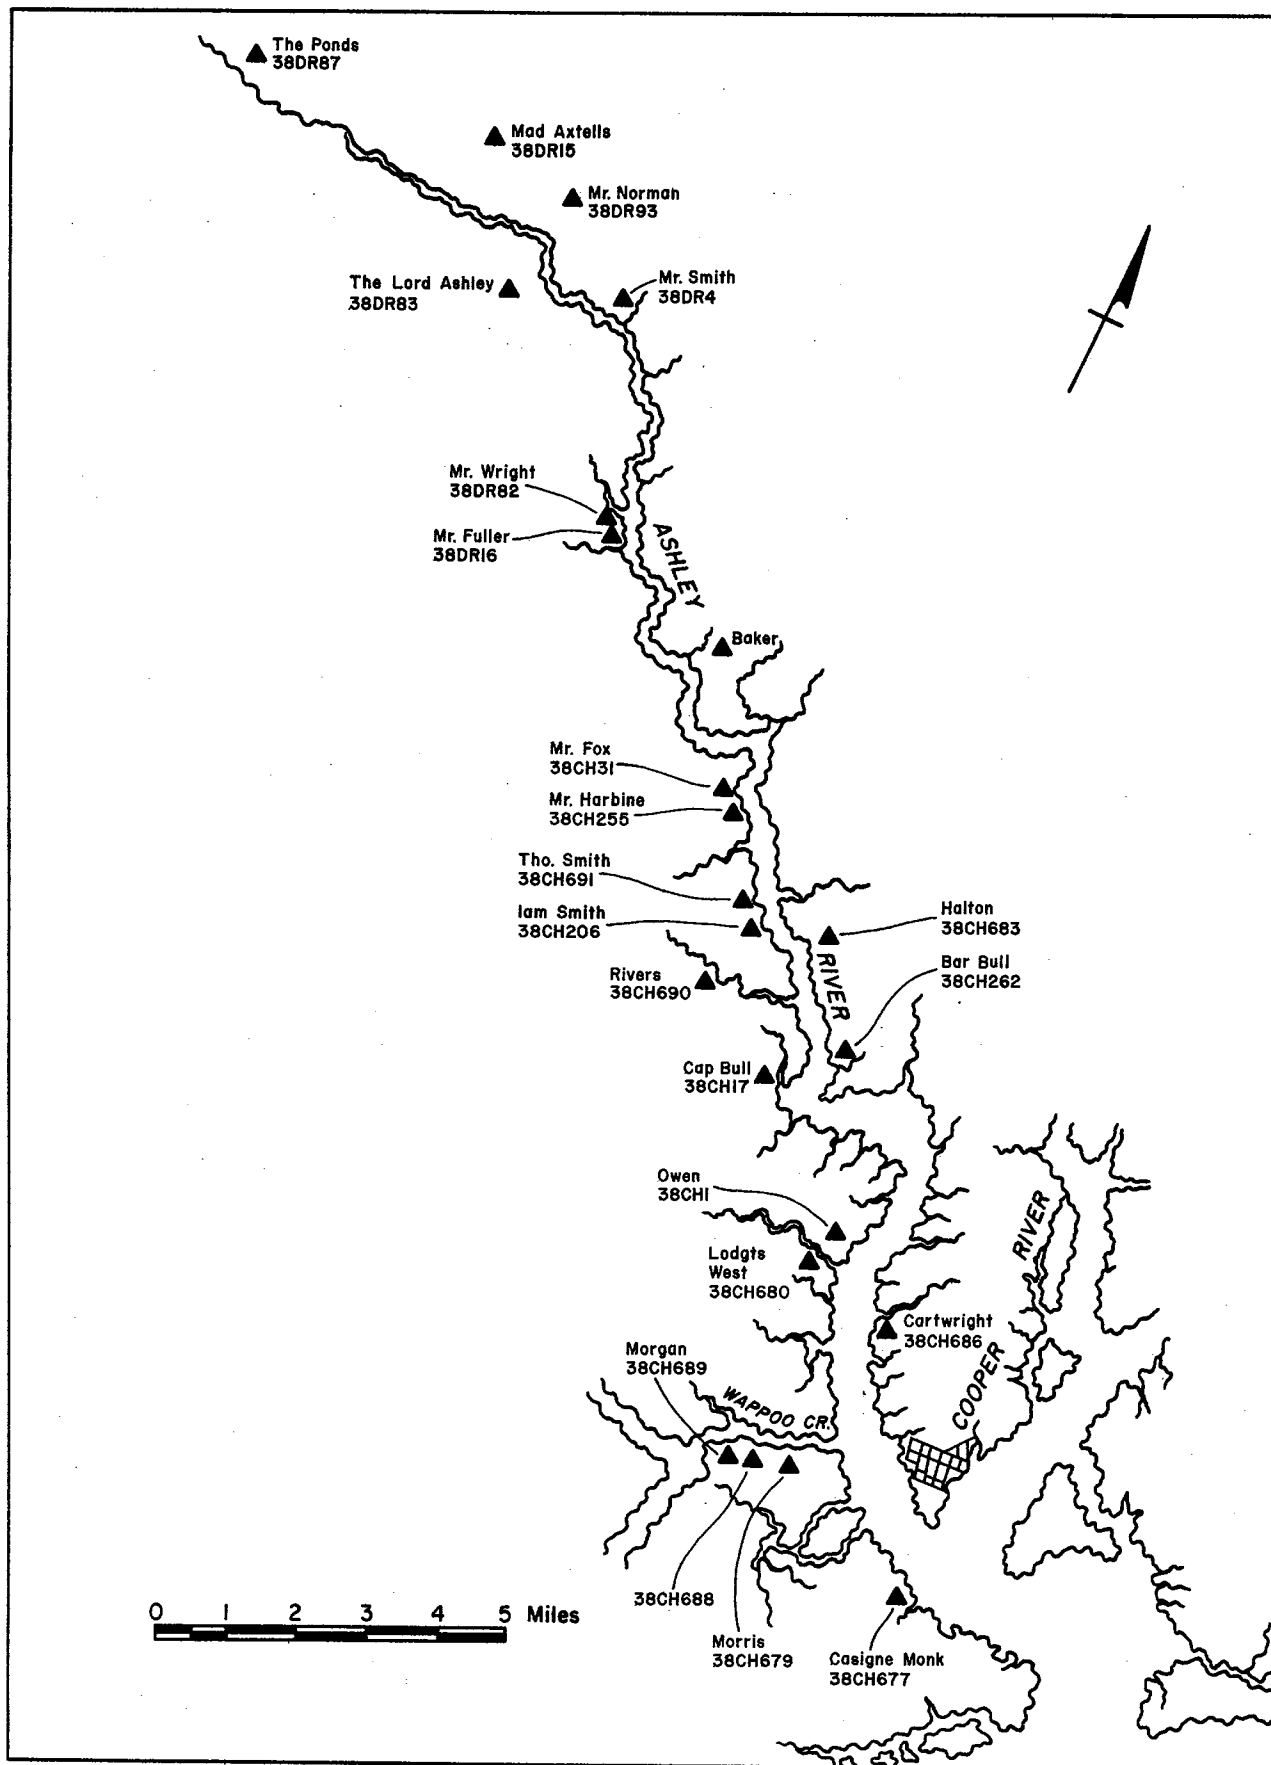 The Ponds
38DR87
Mad Axtells
38DR15
Mr. Norman
38DR93
The Lord Ashley
38DR83
Mr. Smith
38DR4
Mr. Wright
38DR82
Mr. Fuller
38DR16
ASHLEY
Baker
Mr. Fox
38CH31
Mr. Harbine
38CH255
Tho. Smith
38CH691
Iam Smith
38CH206
Halton
38CH683
Rivers
38CH690
RIVER
Bar Bull
38CH262
Cap Bull
38CH17
Owen
38CH1
RIVER
Lodgts
West
38CH680
Cartwright
38CH686
Morgan
38CH689
COOPER
WAPPOO CR.
38CH688
0 1 2 3 4 5 Miles
Morris
38CH679
Casigne Monk
38CH677